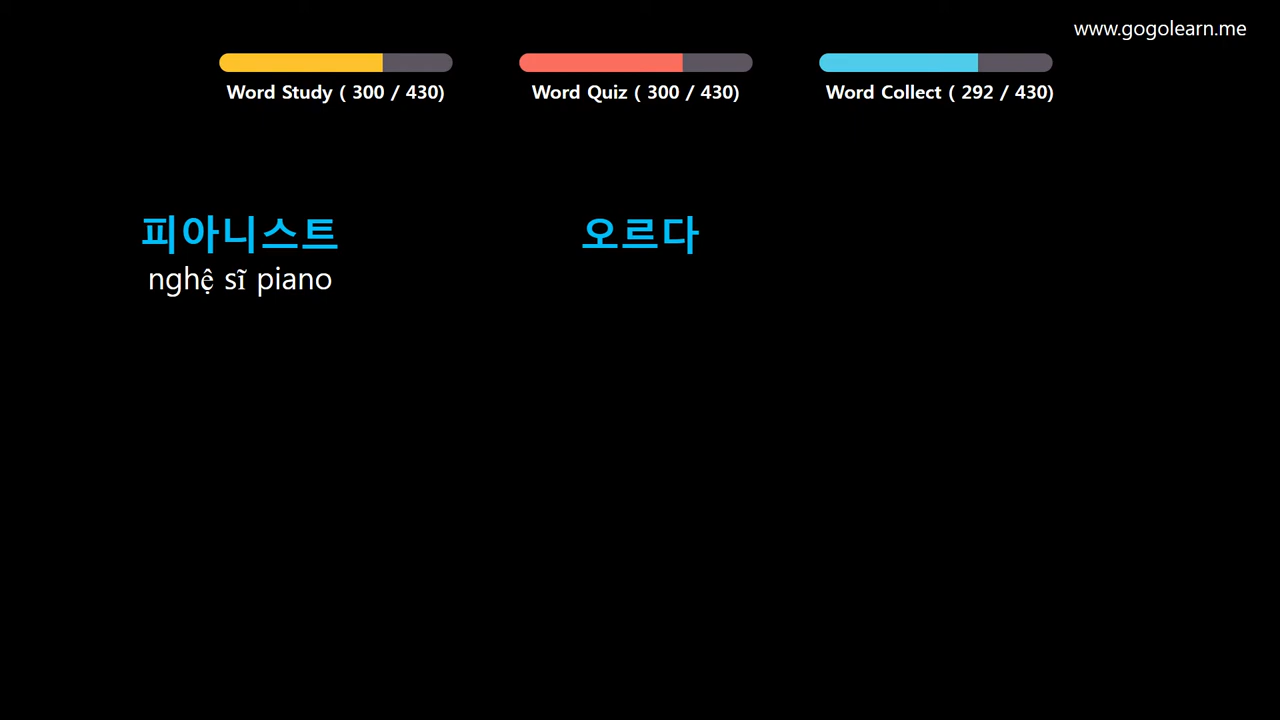 www.gogolearn.me
Word Study ( 300 / 430)
Word Quiz ( 300 / 430)
Word Collect ( 292 / 430)
피아니스트
오르다
nghệ sĩ piano